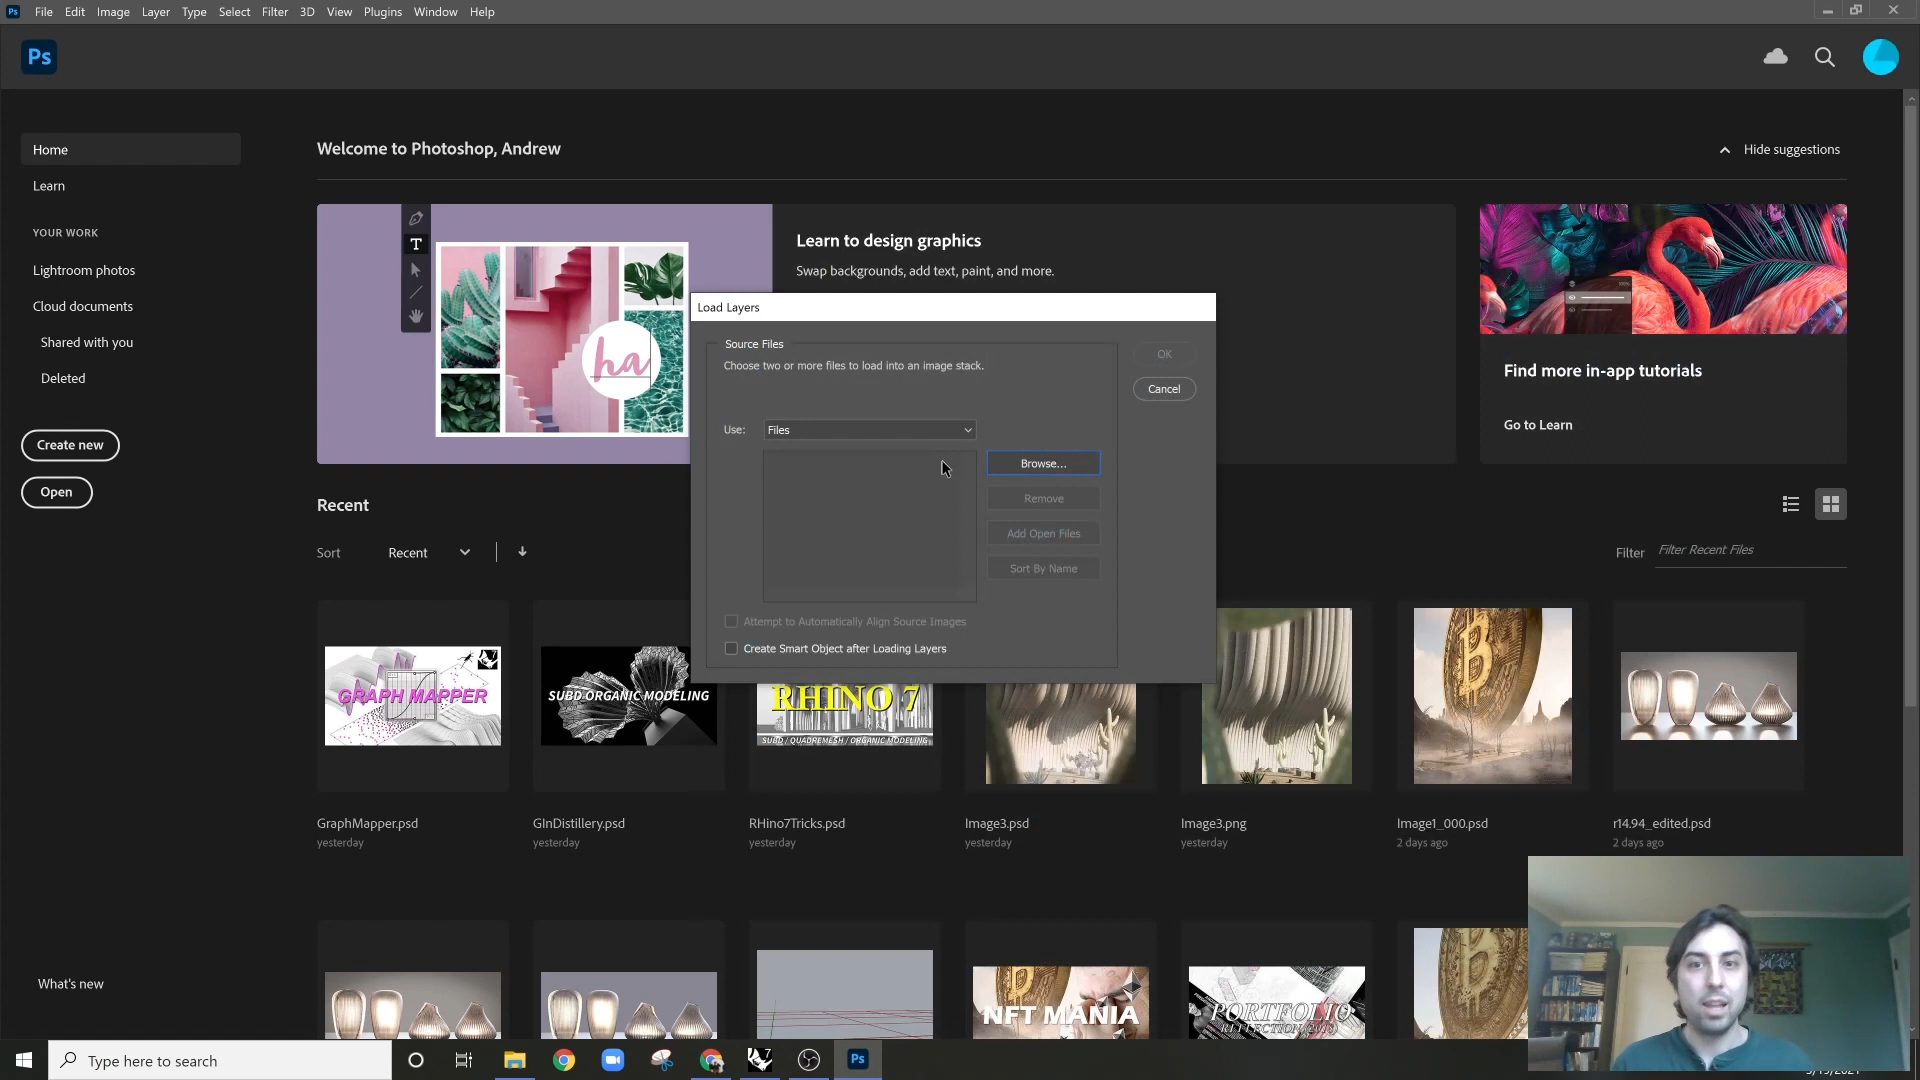 Ps File Edit Image Layer Type Select Filter 3D View Plugins Window Help
Ps
Home
Learn
YOUR WORK
Lightroom photos
Cloud documents
Shared with you
Deleted
Create new
Open
What's new
Welcome to Photoshop, Andrew
Hide suggestions
T
ha
Learn to design graphics
Swap backgrounds, add text, paint, and more.
Find more in-app tutorials
Go to Learn
Load Layers
Source Files
Choose two or more files to load into an image stack.
OK
Cancel
Use: Files
Browse...
Remove
Add Open Files
Sort By Name
Attempt to Automatically Align Source Images
Create Smart Object after Loading Layers
Recent
Sort Recent
Filter Filter Recent Files
GRAPH MAPPER
SUBD ORGANIC MODELING
RHINO 7
SUBD / QUADREMESH / ORGANIC MODELING
GraphMapper.psd
yesterday
GInDistillery.psd
yesterday
RHino7Tricks.psd
yesterday
Image3.psd
yesterday
Image3.png
yesterday
Image1_000.psd
2 days ago
r14.94_edited.psd
2 days ago
NFT MANIA
PORTFOLIO
Type here to search
7
Ps